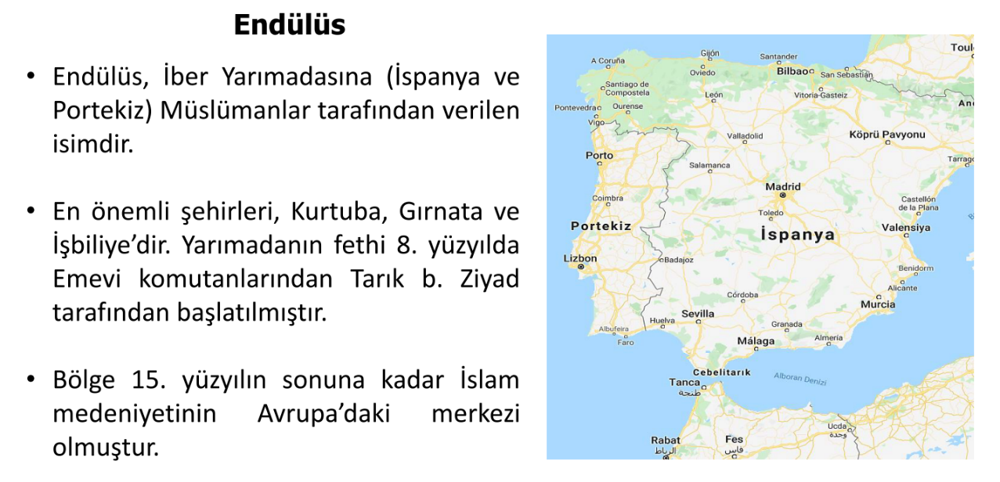 Endülüs
• Endülüs, İber Yarımadasına (İspanya ve
Portekiz) Müslümanlar tarafından verilen
isimdir.
• En önemli şehirleri, Kurtuba, Gırnata ve
İşbiliye’dir. Yarımadanın fethi 8. yüzyılda
Emevi komutanlarından Tarık b. Ziyad
tarafından başlatılmıştır.
• Bölge 15. yüzyılın sonuna kadar İslam
medeniyetinin Avrupa’daki merkezi
olmuştur.
Toul
Gijón
A Coruña
Santander
Oviedo
Bilbao
San Sebastián
Santiago de
Compostela
León
Vitoria-Gasteiz
An
Pontevedra
Ourense
Vigo
Valladolid
Köprü Pavyonu
Porto
Salamanca
Tarrago
Madrid
Coimbra
Castellón
de la Plana
Toledo
Portekiz
İspanya
Valensiya
Lizbon
Badajoz
Benidorm
Alicante
Córdoba
Murcia
Sevilla
Huelva
Granada
Albufeira
Faro
Málaga
Almería
Cebelitarık
Alboran Denizi
Tanca
طنجة
Ucda
وجدة
Rabat
الرباط
Fes
فاس